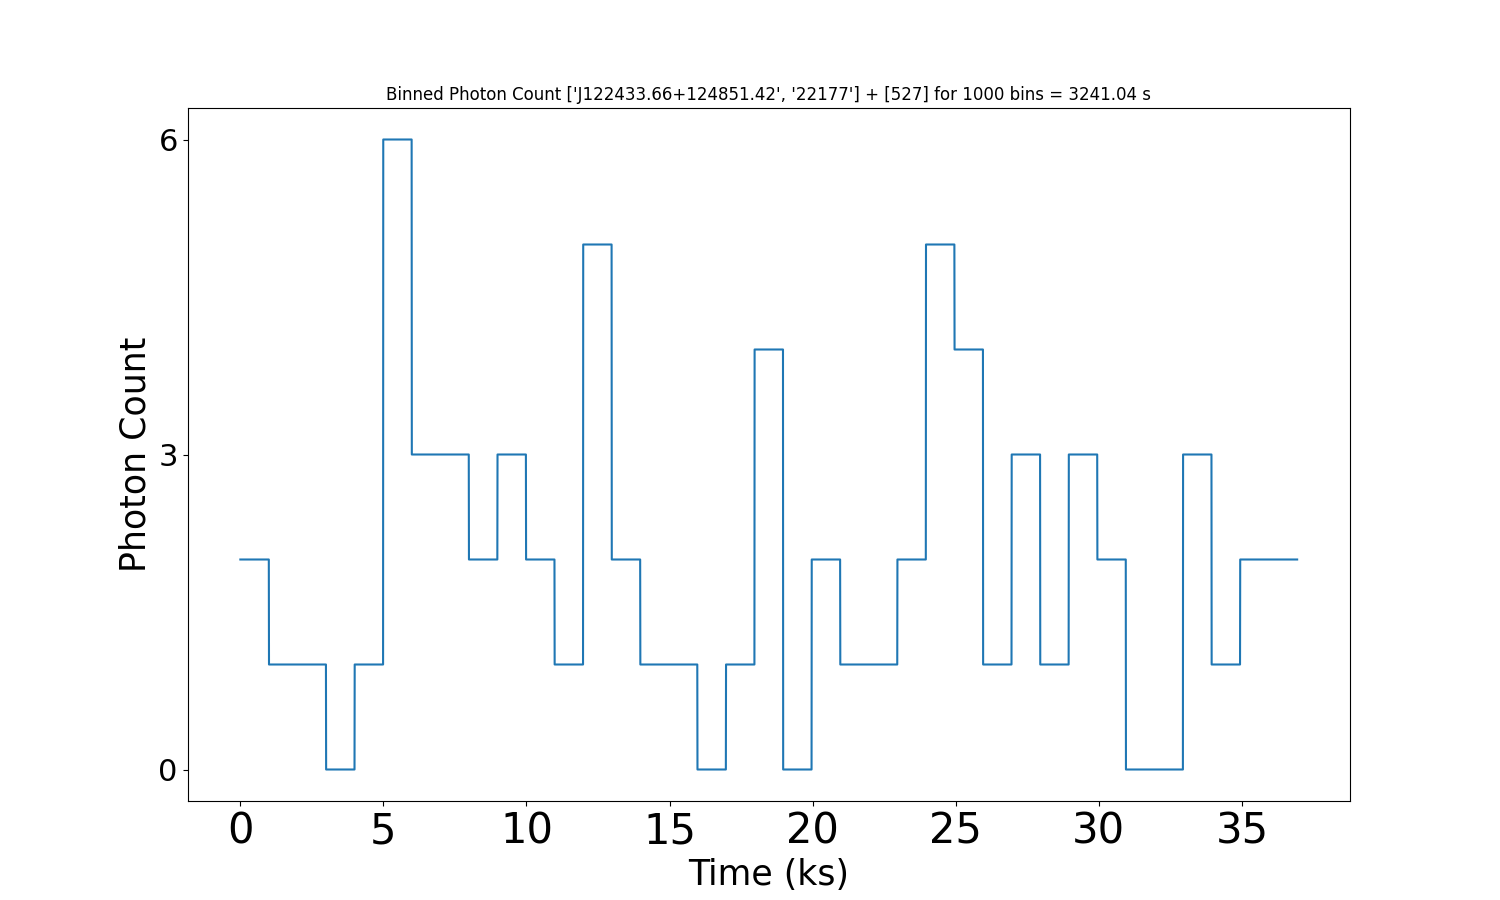 Binned Photon Count ['J122433.66+124851.42', '22177'] + [527] for 1000 bins = 3241.04 s
6
3
0
Photon Count
0 5 10 15 20 25 30 35
Time (ks)